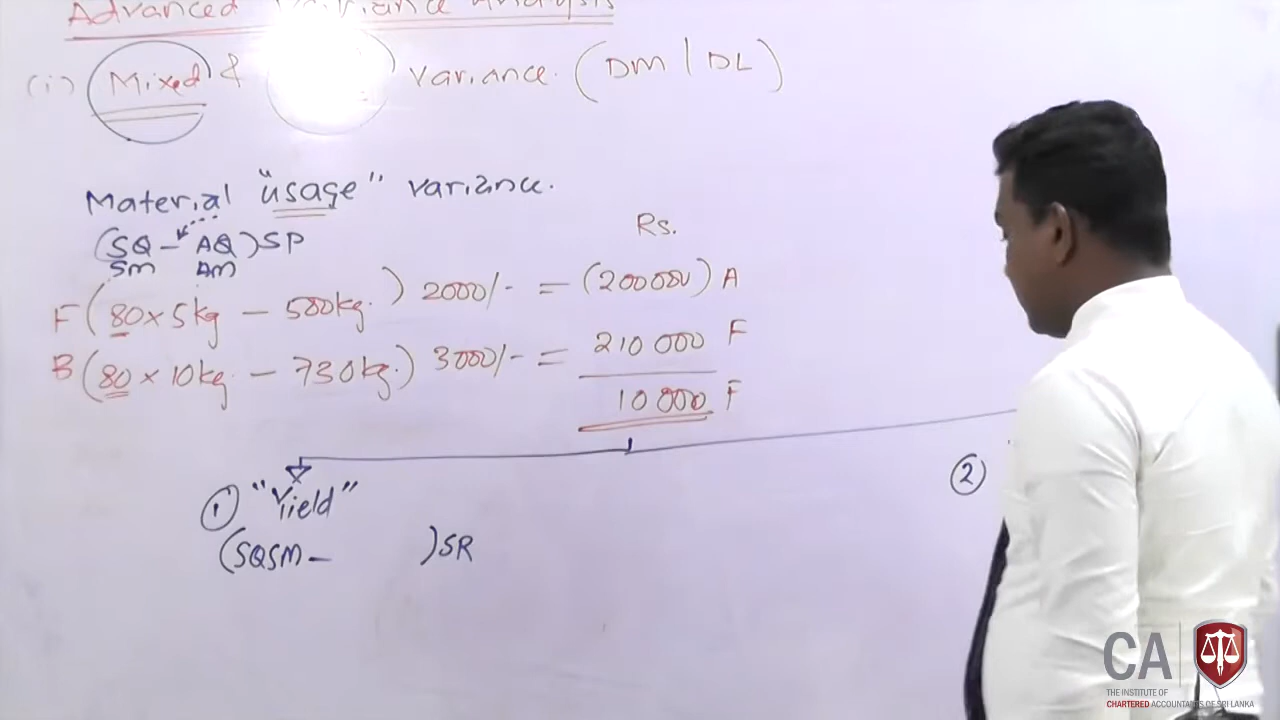 Advanced Variance Analysis
(i) Mixed & variance. (DM / DL)
Material "usage" variance.
(SQ - AQ) SP
SM AM
Rs.
F (80 x 5kg - 500kg.) 2000/- = (200000) A
B (80 x 10kg. - 730kg.) 3000/- = 210 000 F
10 000 F
① "Yield"
②
(SQSM - )SR
CA
THE INSTITUTE OF
CHARTERED ACCOUNTANTS OF SRI LANKA